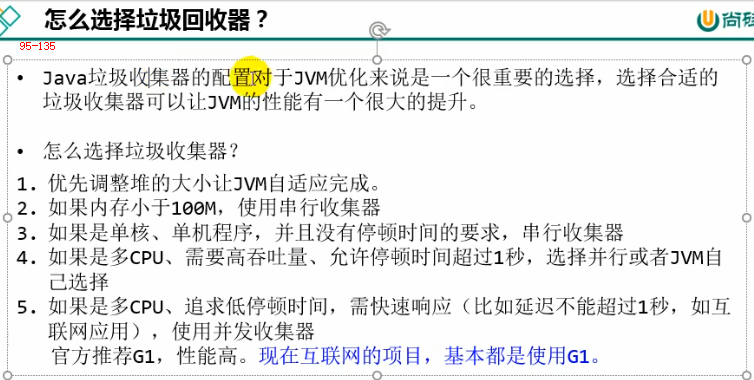 怎么选择垃圾回收器？
尚硅
95-135
• Java垃圾收集器的配置对于JVM优化来说是一个很重要的选择，选择合适的
垃圾收集器可以让JVM的性能有一个很大的提升。
• 怎么选择垃圾收集器？
1. 优先调整堆的大小让JVM自适应完成。
2. 如果内存小于100M，使用串行收集器
3. 如果是单核、单机程序，并且没有停顿时间的要求，串行收集器
4. 如果是多CPU、需要高吞吐量、允许停顿时间超过1秒，选择并行或者JVM自
己选择
5. 如果是多CPU、追求低停顿时间，需快速响应（比如延迟不能超过1秒，如互
联网应用），使用并发收集器
官方推荐G1，性能高。现在互联网的项目，基本都是使用G1。